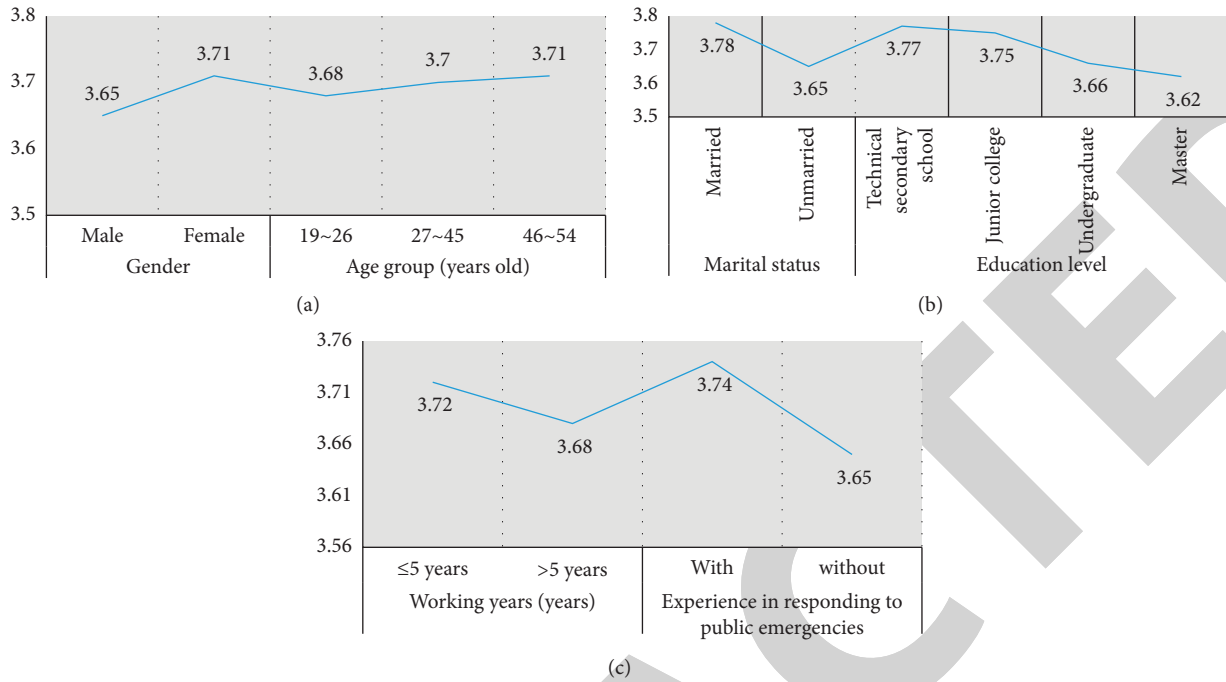 3.8
3.7
3.6
3.5
3.65
3.71
3.68
3.7
3.71
Male Female 19~26 27~45 46~54
Gender Age group (years old)
(a)
3.8
3.7
3.6
3.5
3.78
3.65
3.77
3.75
3.66
3.62
Married
Unmarried
Technical
secondary
school
Junior college
Undergraduate
Master
Marital status Education level
(b)
3.76
3.71
3.66
3.61
3.56
3.72
3.68
3.74
3.65
≤5 years >5 years With without
Working years (years) Experience in responding to
public emergencies
(c)